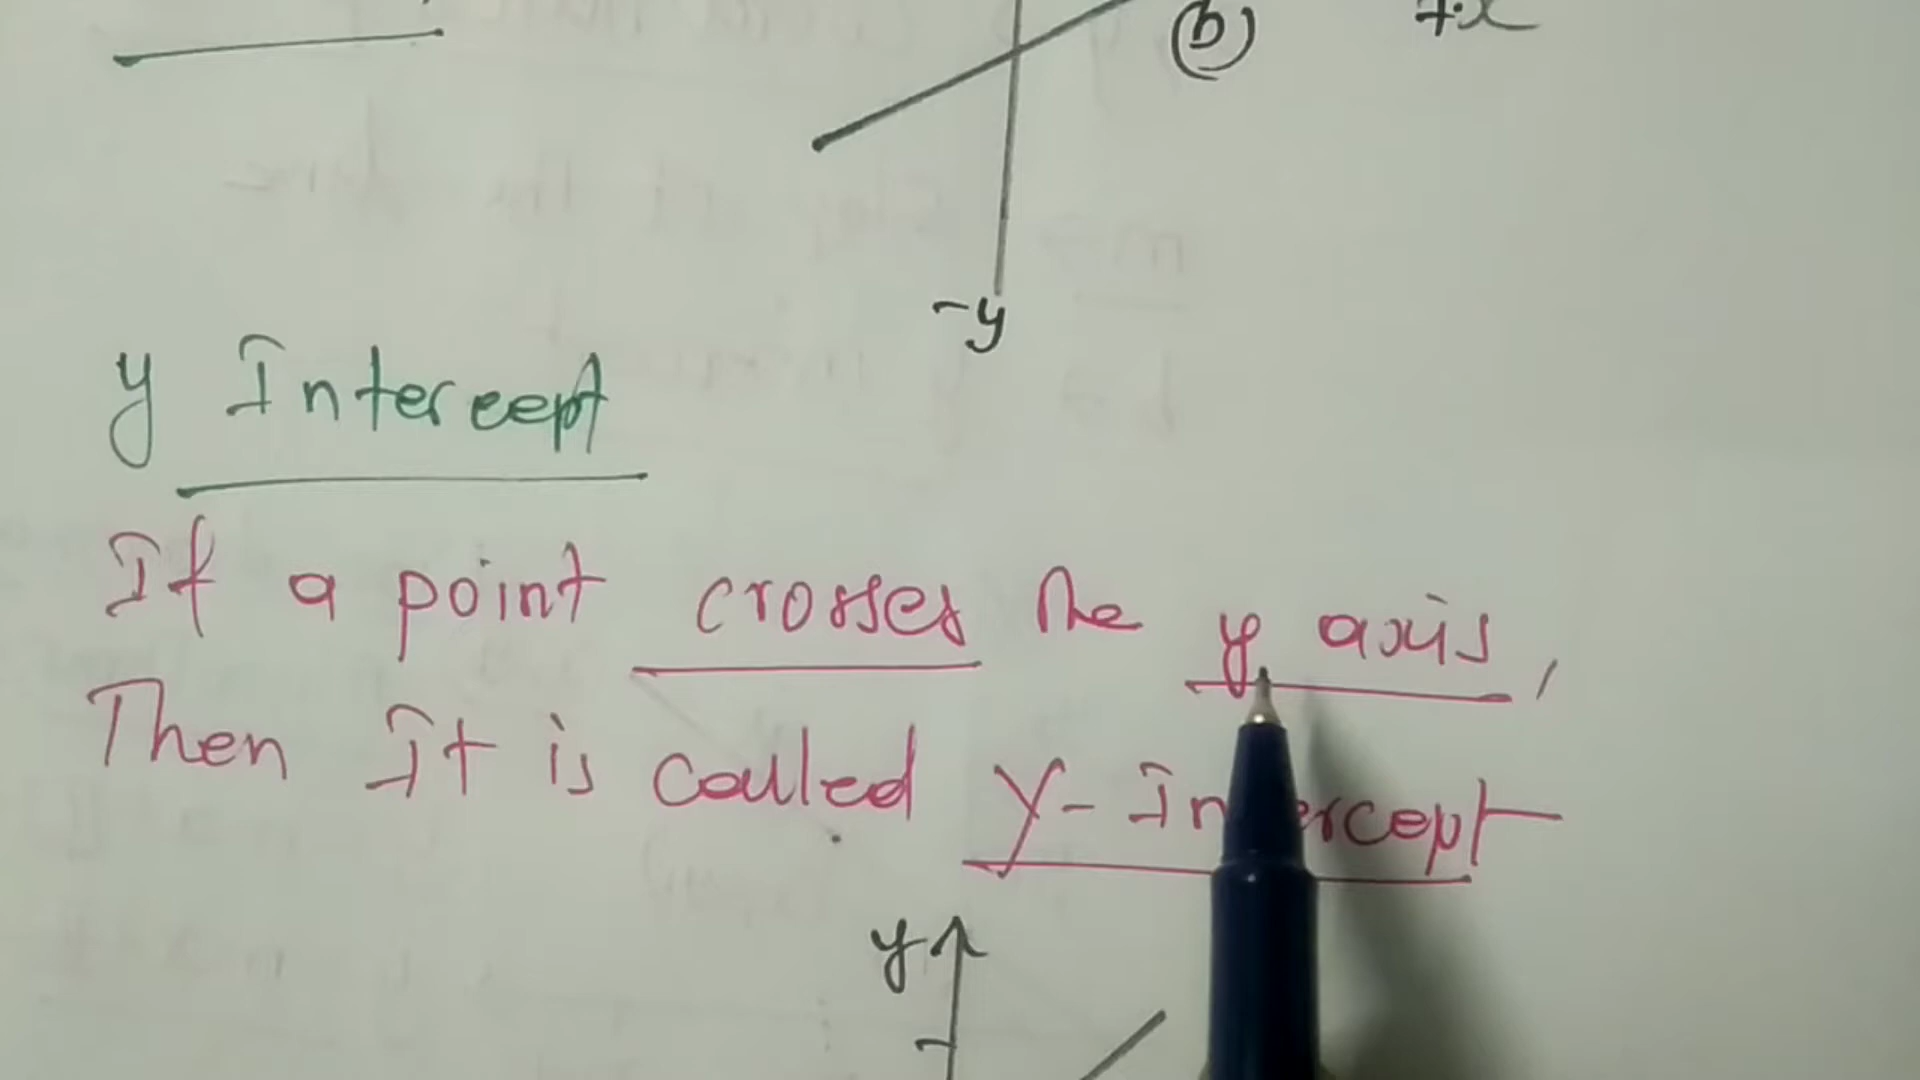 (b)
-y
y Intercept
If a point crosses the y axis,
Then It is called Y-Intercept
y